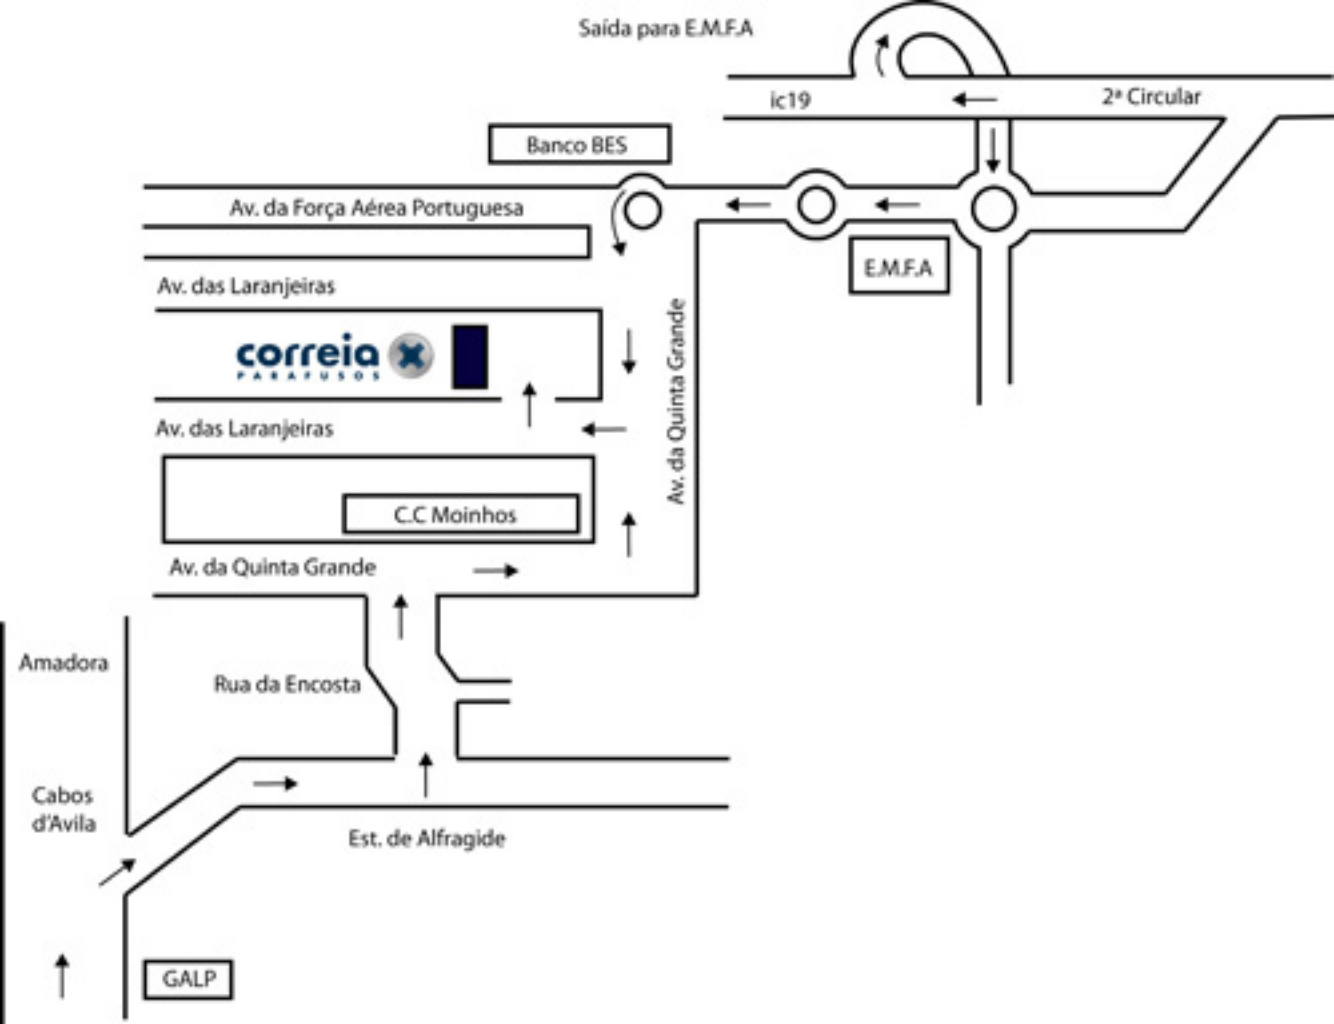 Saída para E.M.F.A
ic19
2ª Circular
Banco BES
Av. da Força Aérea Portuguesa
E.M.F.A
Av. das Laranjeiras
correia
PARAFUSOS
Av. da Quinta Grande
Av. das Laranjeiras
C.C Moinhos
Av. da Quinta Grande
Amadora
Rua da Encosta
Cabos
d'Avila
Est. de Alfragide
GALP